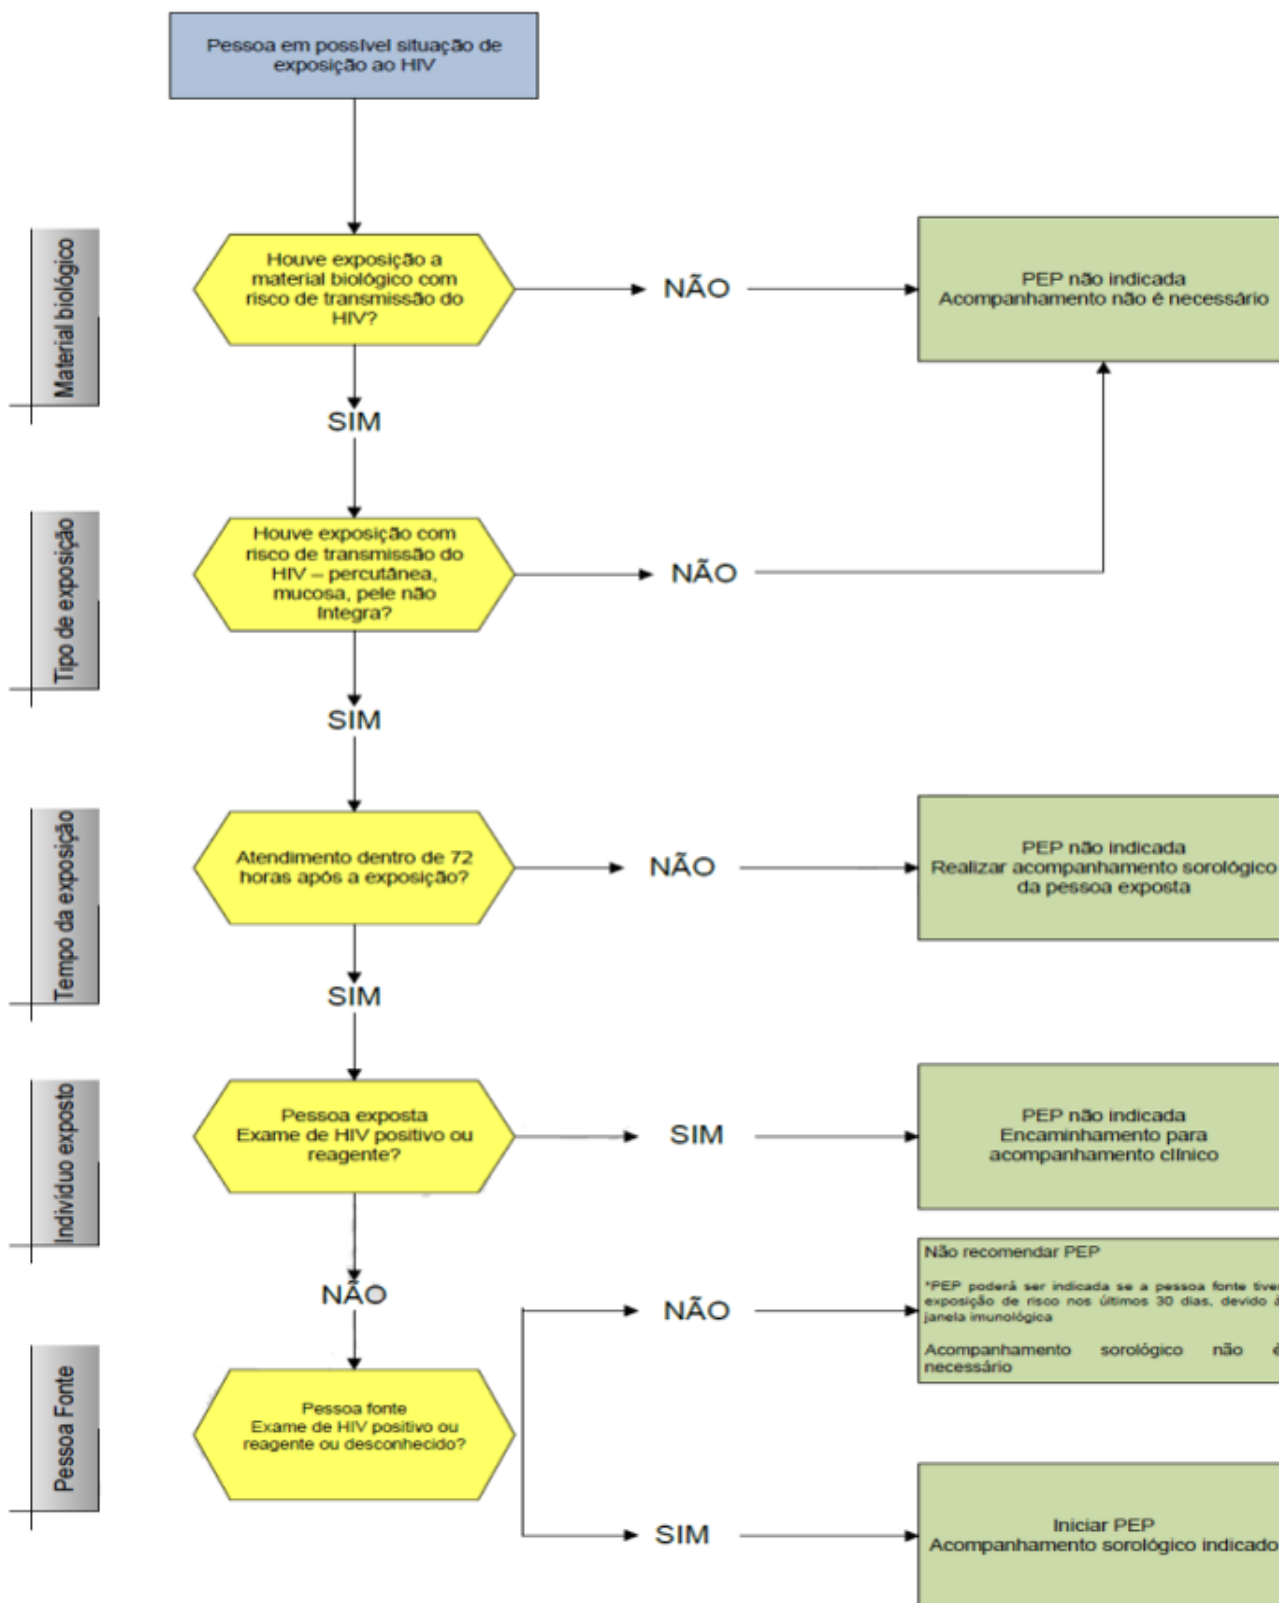 Pessoa em possível situação de
exposição ao HIV
Material biológico
Houve exposição a
material biológico com
risco de transmissão do
HIV?
NÃO
PEP não indicada
Acompanhamento não é necessário
SIM
Tipo de exposição
Houve exposição com
risco de transmissão do
HIV – percutânea,
mucosa, pele não
íntegra?
NÃO
SIM
Tempo da exposição
Atendimento dentro de 72
horas após a exposição?
NÃO
PEP não indicada
Realizar acompanhamento sorológico
da pessoa exposta
SIM
Indivíduo exposto
Pessoa exposta
Exame de HIV positivo ou
reagente?
SIM
PEP não indicada
Encaminhamento para
acompanhamento clínico
NÃO
Pessoa Fonte
Pessoa fonte
Exame de HIV positivo ou
reagente ou desconhecido?
NÃO
Não recomendar PEP
*PEP poderá ser indicada se a pessoa fonte tiver
exposição de risco nos últimos 30 dias, devido à
janela imunológica
Acompanhamento sorológico não é
necessário
SIM
Iniciar PEP
Acompanhamento sorológico indicado